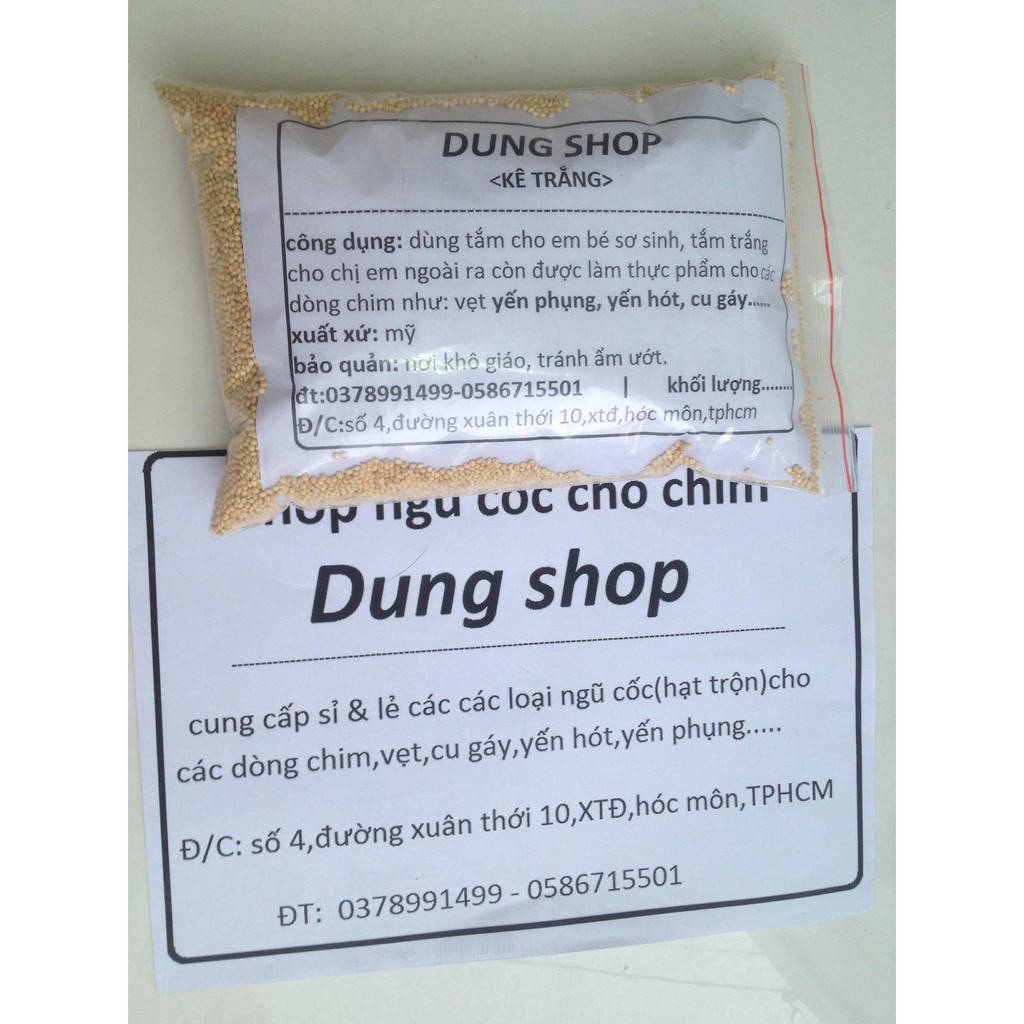 DUNG SHOP
<KÊ TRẮNG>
công dụng: dùng tắm cho em bé sơ sinh, tắm trắng
cho chị em ngoài ra còn được làm thực phẩm cho các
dòng chim như: vẹt yến phụng, yến hót, cu gáy.....
xuất xứ: mỹ
bảo quản: nơi khô giáo, tránh ẩm ướt.
đt:0378991499-0586715501 | khối lượng........
Đ/C:số 4,đường xuân thới 10,xtđ,hóc môn,tphcm
ngũ cốc cho chim
Dung shop
cung cấp sỉ & lẻ các các loại ngũ cốc(hạt trộn)cho
các dòng chim,vẹt,cu gáy,yến hót,yến phụng.....
Đ/C: số 4,đường xuân thới 10,XTĐ,hóc môn,TPHCM
ĐT: 0378991499 - 0586715501